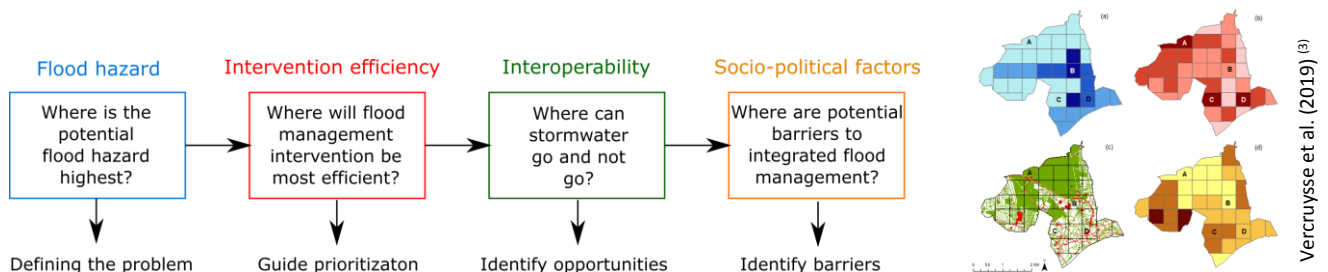 Flood hazard
Where is the
potential
flood hazard
highest?
Defining the problem
Intervention efficiency
Where will flood
management
intervention be
most efficient?
Guide prioritizaton
Interoperability
Where can
stormwater
go and not
go?
Identify opportunities
Socio-political factors
Where are potential
barriers to
integrated flood
management?
Identify barriers
(a)
A
B
C
D
(b)
A
B
C
D
(c)
A
B
C
D
(d)
A
B
C
D
Vercruysse et al. (2019) (3)